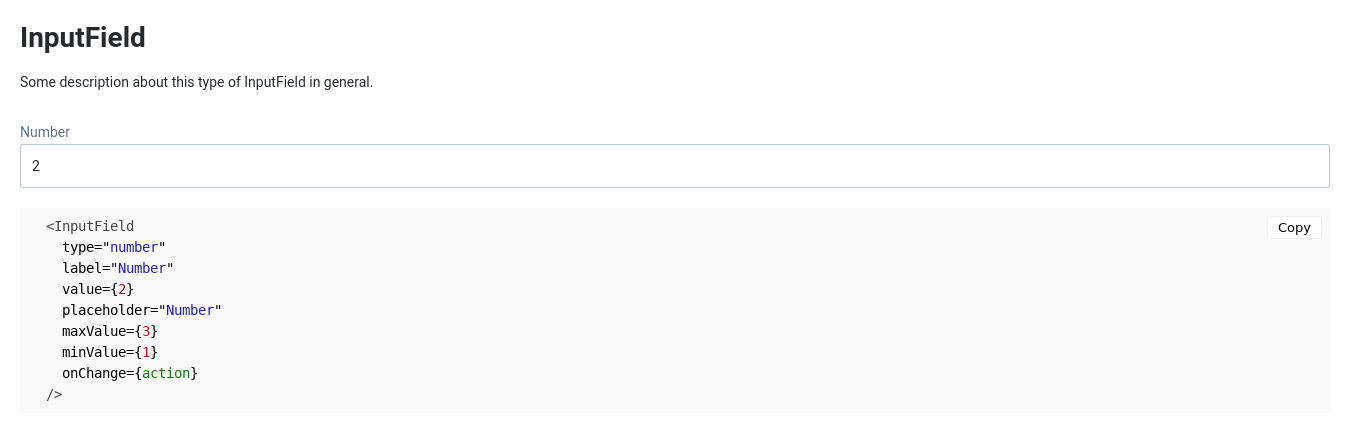 InputField
Some description about this type of InputField in general.
Number
2
<InputField
Copy
type="number"
label="Number"
value={2}
placeholder="Number"
maxValue={3}
minValue={1}
onChange={action}
/>